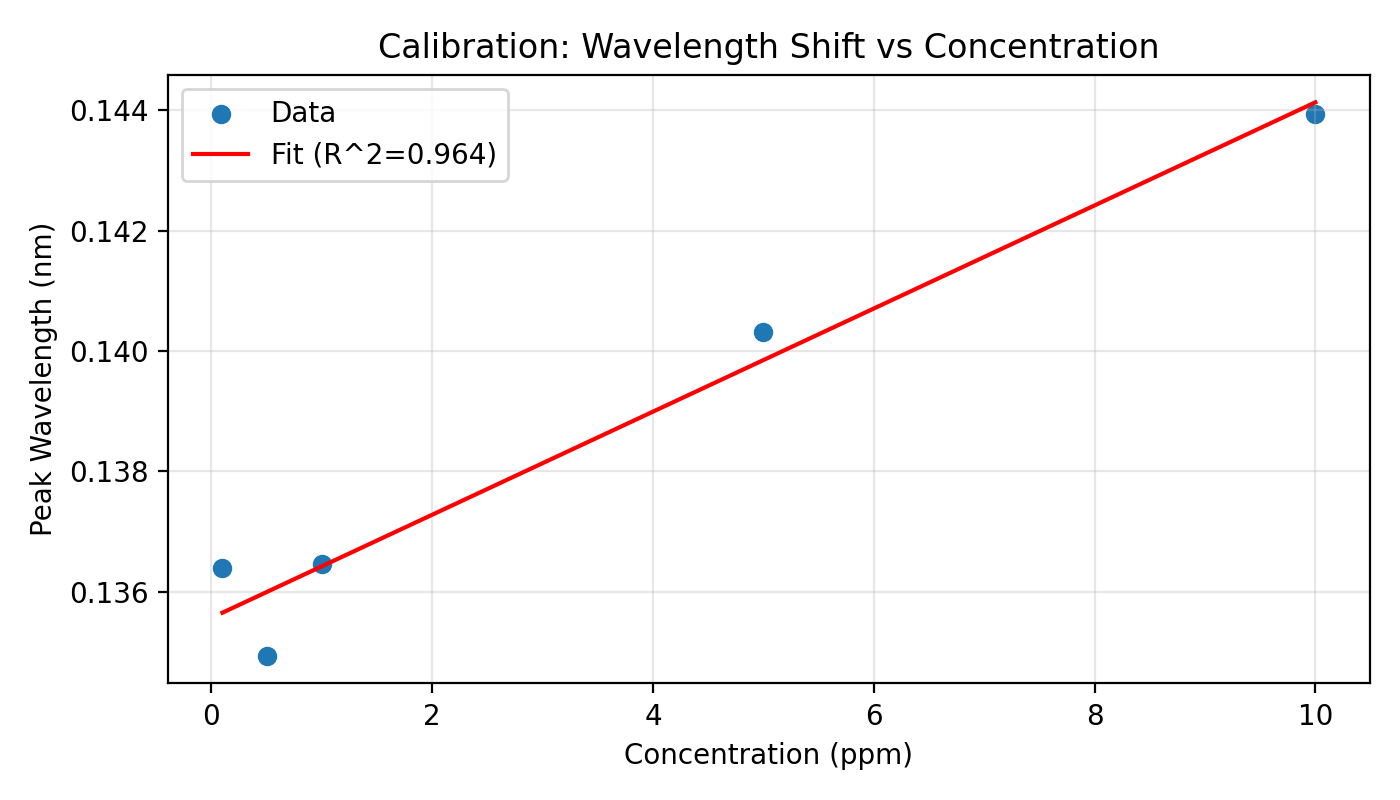 Calibration: Wavelength Shift vs Concentration
Data
Fit (R^2=0.964)
Peak Wavelength (nm)
0.144
0.142
0.140
0.138
0.136
0 2 4 6 8 10
Concentration (ppm)